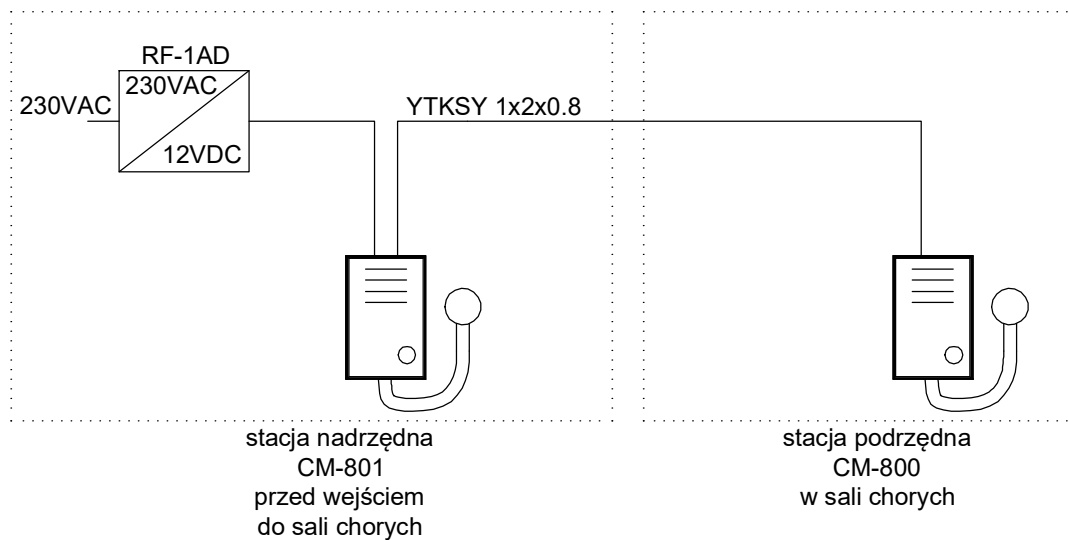 RF-1AD
230VAC
230VAC
12VDC
YTKSY 1x2x0.8
stacja nadrzędna
CM-801
przed wejściem
do sali chorych
stacja podrzędna
CM-800
w sali chorych